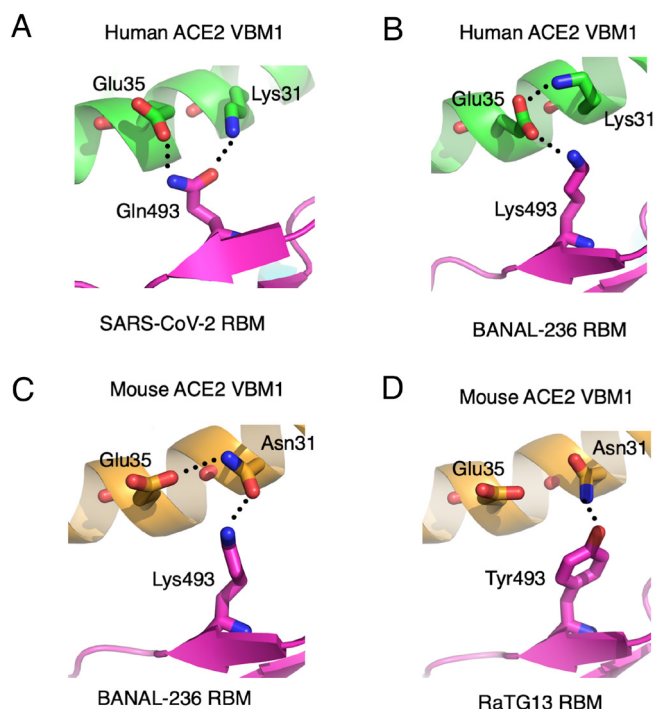 A
Human ACE2 VBM1
Glu35
Lys31
Gln493
SARS-CoV-2 RBM
B
Human ACE2 VBM1
Glu35
Lys31
Lys493
BANAL-236 RBM
C
Mouse ACE2 VBM1
Glu35
Asn31
Lys493
BANAL-236 RBM
D
Mouse ACE2 VBM1
Glu35
Asn31
Tyr493
RaTG13 RBM